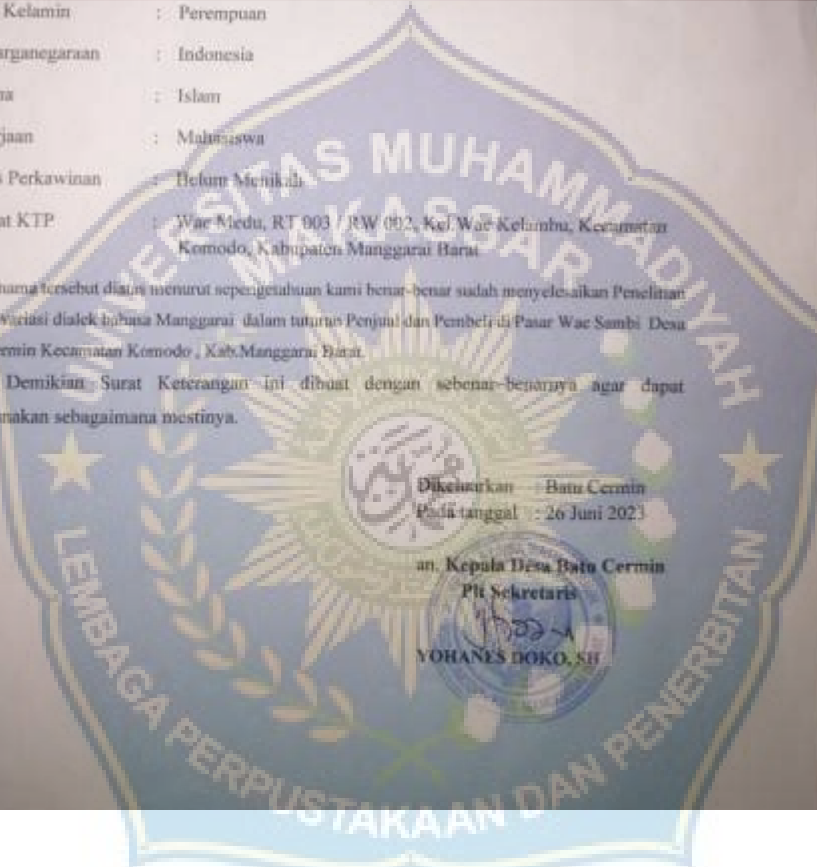 Kelamin : Perempuan
arganegaraan : Indonesia
na : Islam
jaan : Mahasiswa
s Perkawinan : Belum Menikah
at KTP : Wae Medu, RT 003 / RW 002, Kel.Wae Kelambu, Kecamatan
Komodo, Kabupaten Manggarai Barat
nama tersebut diatas menurut sepengetahuan kami benar-benar sudah menyelesaikan Penelitian
variasi dialek bahasa Manggarai dalam tuturan Penjual dan Pembeli di Pasar Wae Sambi Desa
ermin Kecamatan Komodo , Kab.Manggarai Barat.
Demikian Surat Keterangan ini dibuat dengan sebenar-benarnya agar dapat
nakan sebagaimana mestinya.
Dikeluarkan : Batu Cermin
Pada tanggal : 26 Juni 2023
an. Kepala Desa Batu Cermin
Plt Sekretaris
YOHANES DOKO, SH
UNIVERSITAS MUHAMMADIYAH
MAKASSAR
LEMBAGA PERPUSTAKAAN DAN PENERBITAN